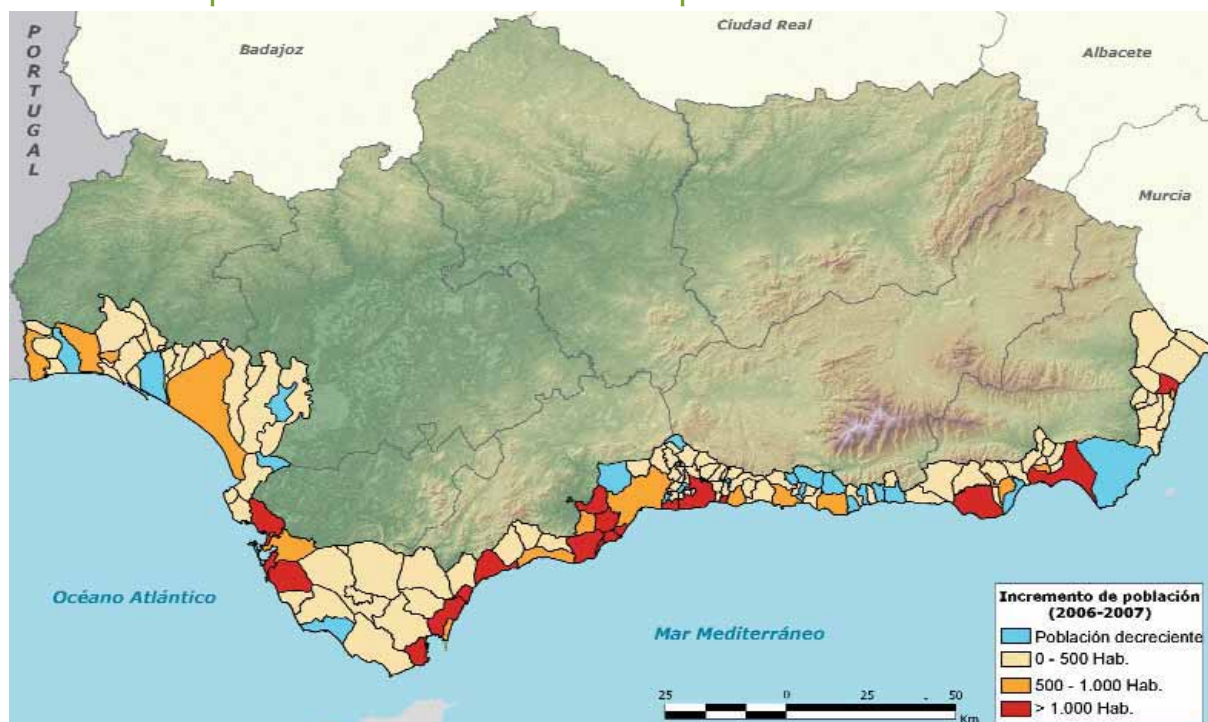 Ciudad Real
Badajoz
Albacete
PORTUGAL
Murcia
Océano Atlántico
Mar Mediterráneo
Incremento de población
(2006-2007)
Población decreciente
0 - 500 Hab.
500 - 1.000 Hab.
> 1.000 Hab.
25 0 25 50
Km